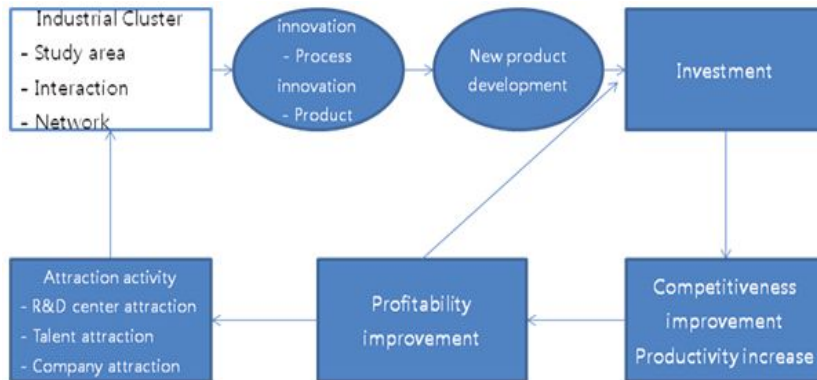 Industrial Cluster
- Study area
- Interaction
- Network
innovation
- Process
innovation
- Product
New product
development
Investment
Attraction activity
- R&D center attraction
- Talent attraction
- Company attraction
Profitability
improvement
Competitiveness
improvement
Productivity increase